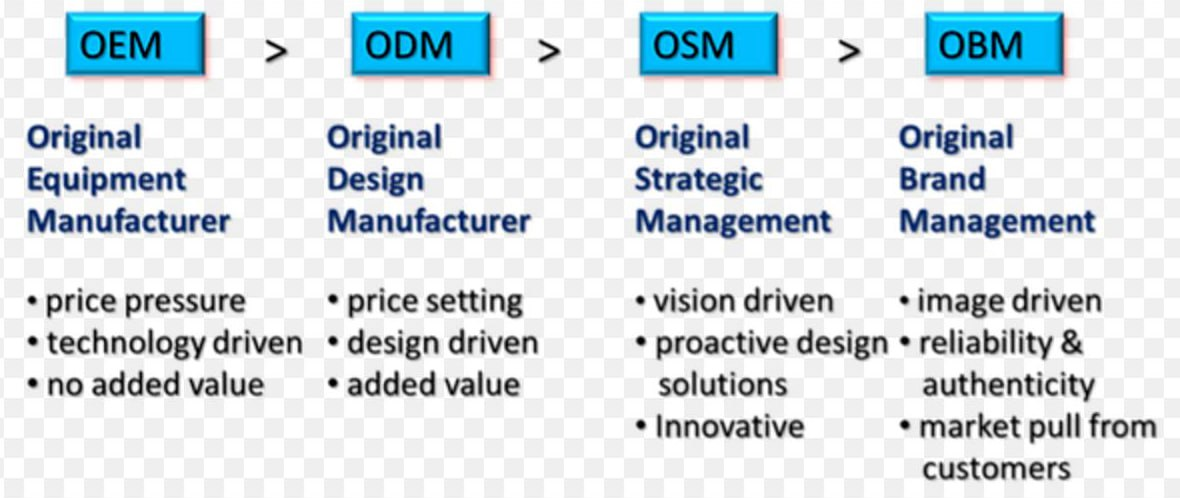 OEM > ODM > OSM > OBM
Original
Equipment
Manufacturer
• price pressure
• technology driven
• no added value
Original
Design
Manufacturer
• price setting
• design driven
• added value
Original
Strategic
Management
• vision driven
• proactive design
solutions
• Innovative
Original
Brand
Management
• image driven
• reliability &
authenticity
• market pull from
customers